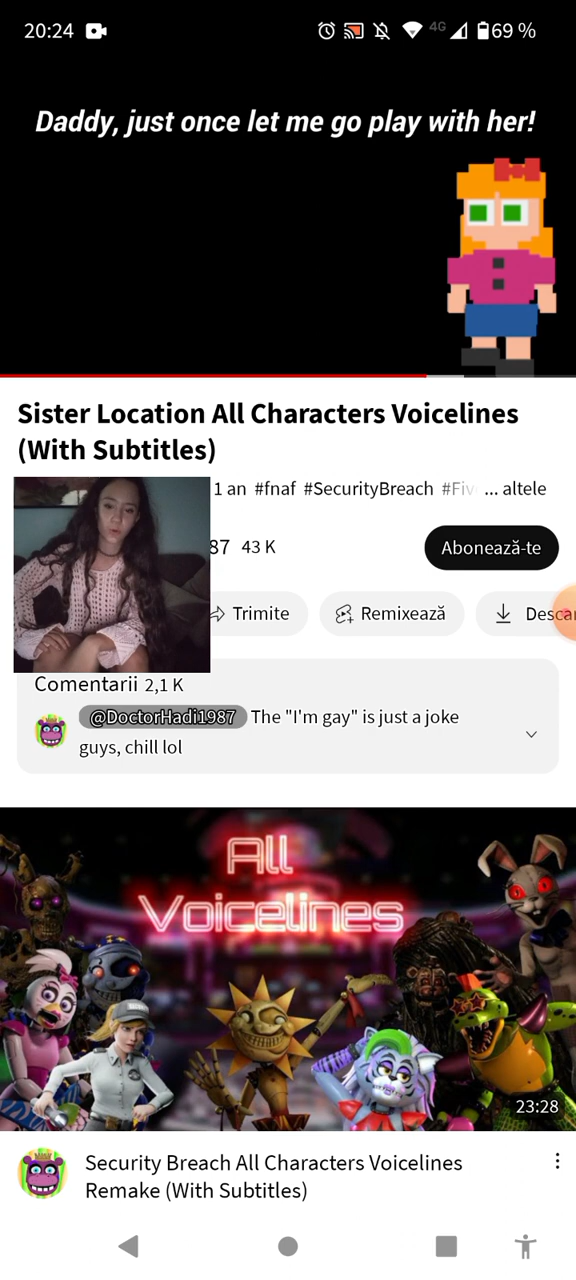 20:24
4G
69 %
Daddy, just once let me go play with her!
Sister Location All Characters Voicelines
(With Subtitles)
1 an #fnaf #SecurityBreach #Fiv ... altele
87 43 K
Abonează-te
Trimite
Remixează
Descar
Comentarii 2,1 K
@DoctorHadi1987 The "I'm gay" is just a joke
guys, chill lol
All
Voicelines
23:28
Security Breach All Characters Voicelines
Remake (With Subtitles)